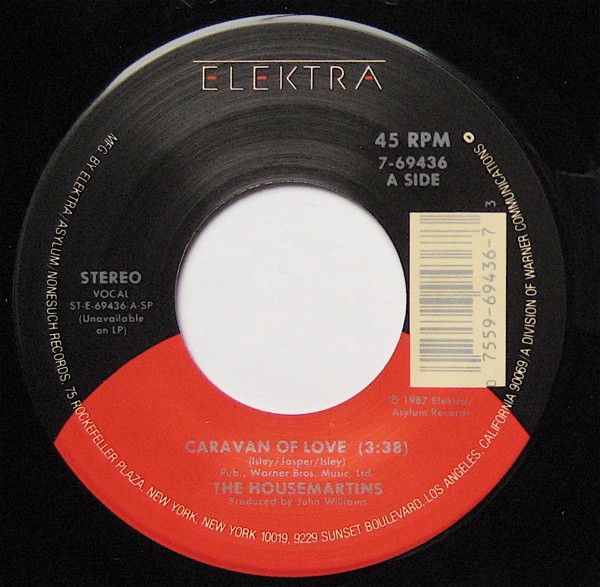 ELEKTRA
45 RPM
7-69436
A SIDE
STEREO
VOCAL
ST-E-69436-A-SP
(Unavailable
on LP)
0 7559-69436-7 3
℗ 1987 Elektra/
Asylum Records
CARAVAN OF LOVE (3:38)
(Isley/Jasper/Isley)
Pub., Warner Bros. Music, Ltd.
THE HOUSEMARTINS
Produced by John Williams
MFG. BY ELEKTRA/ASYLUM/NONESUCH RECORDS, 75 ROCKEFELLER PLAZA, NEW YORK, NEW YORK 10019, 9229 SUNSET BOULEVARD, LOS ANGELES, CALIFORNIA 90069/A DIVISION OF WARNER COMMUNICATIONS